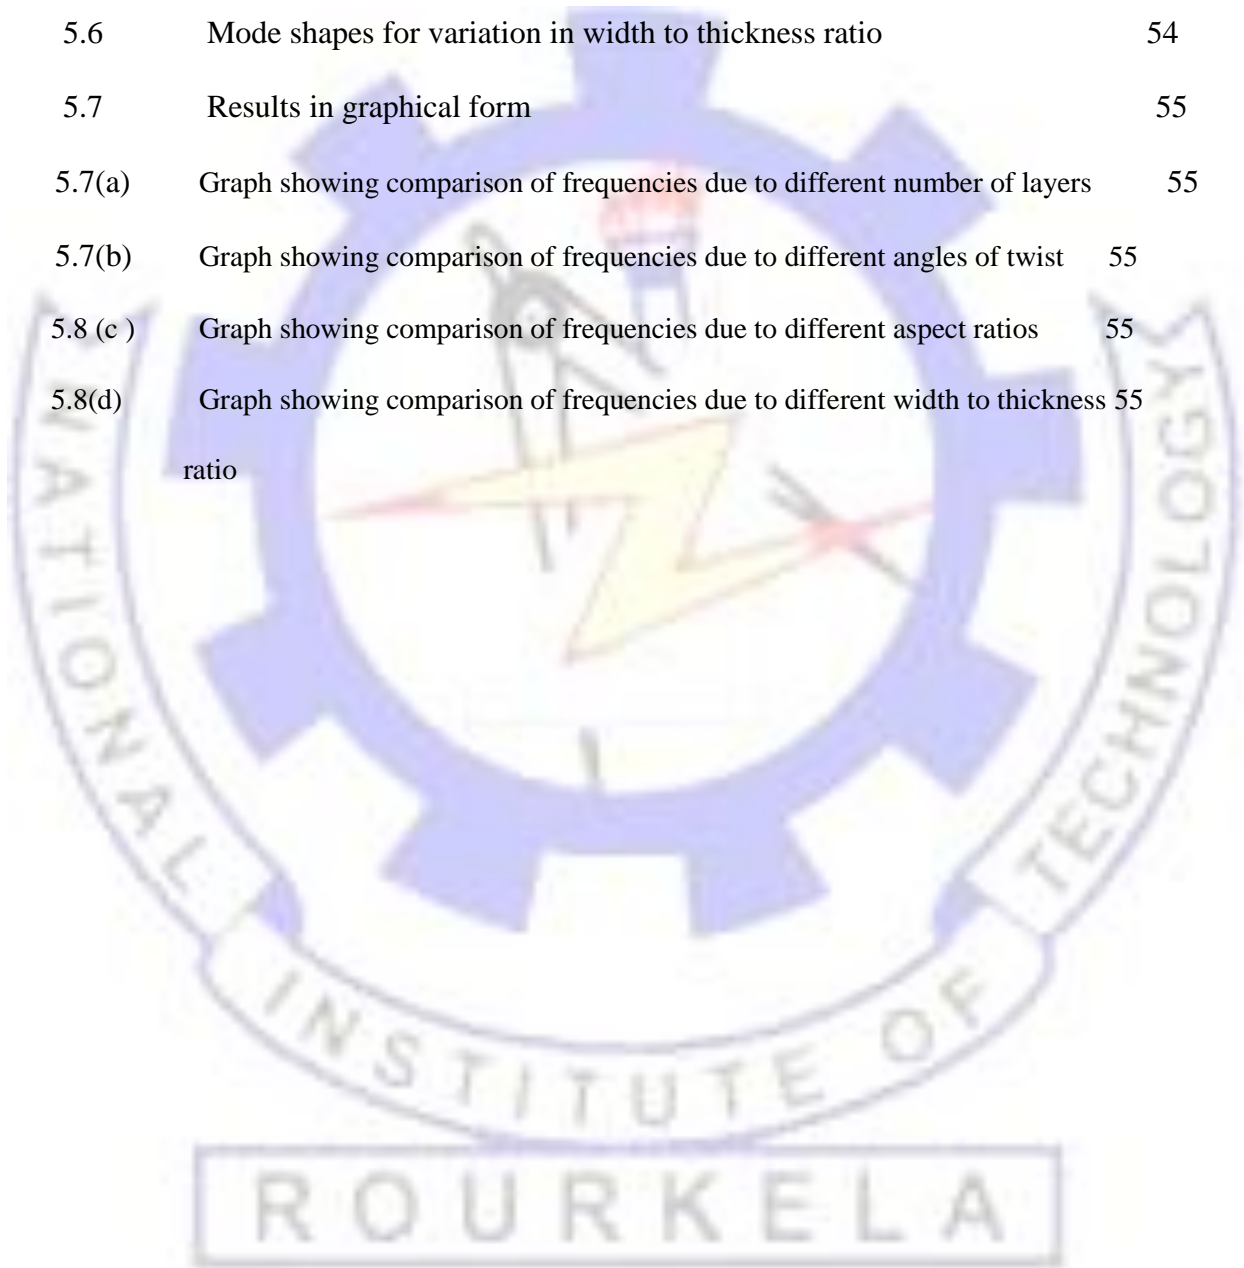 5.6 Mode shapes for variation in width to thickness ratio 54
5.7 Results in graphical form 55
5.7(a) Graph showing comparison of frequencies due to different number of layers 55
5.7(b) Graph showing comparison of frequencies due to different angles of twist 55
5.8 (c ) Graph showing comparison of frequencies due to different aspect ratios 55
5.8(d) Graph showing comparison of frequencies due to different width to thickness 55
ratio
NATIONAL INSTITUTE OF TECHNOLOGY
ROURKELA